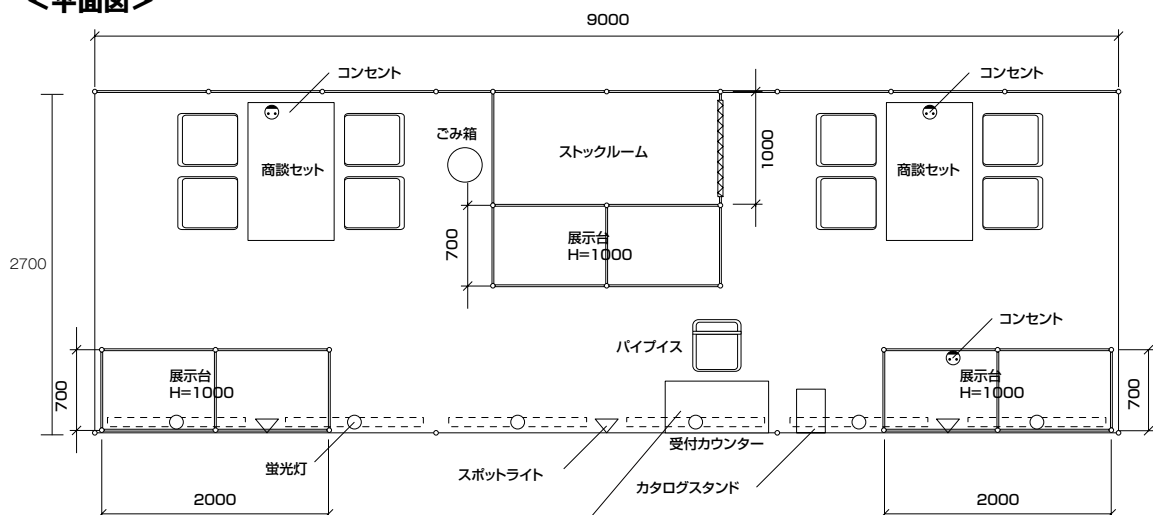 <平面図>
9000
コンセント
コンセント
ごみ箱
ストックルーム
1000
商談セット
商談セット
700
展示台
H=1000
2700
コンセント
パイプイス
700
展示台
H=1000
展示台
H=1000
700
受付カウンター
蛍光灯
スポットライト
カタログスタンド
2000
2000